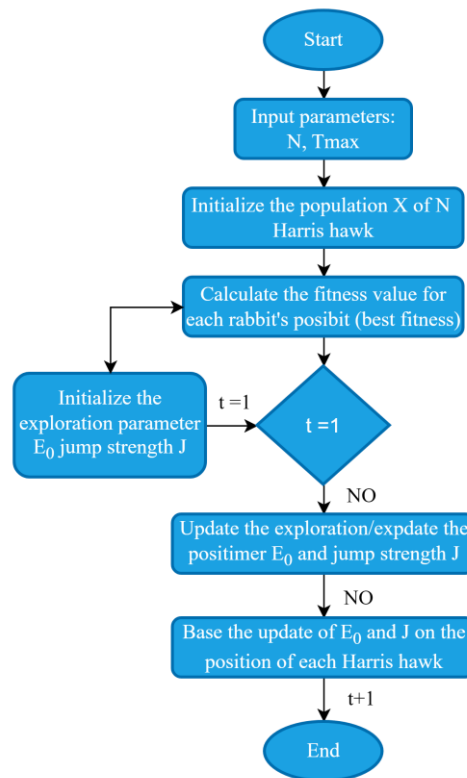 Start
Input parameters:
N, Tmax
Initialize the population X of N
Harris hawk
Calculate the fitness value for
each rabbit's posibit (best fitness)
Initialize the
exploration parameter
E₀ jump strength J
t =1
t =1
NO
Update the exploration/expdate the
positimer E₀ and jump strength J
NO
Base the update of E₀ and J on the
position of each Harris hawk
t+1
End